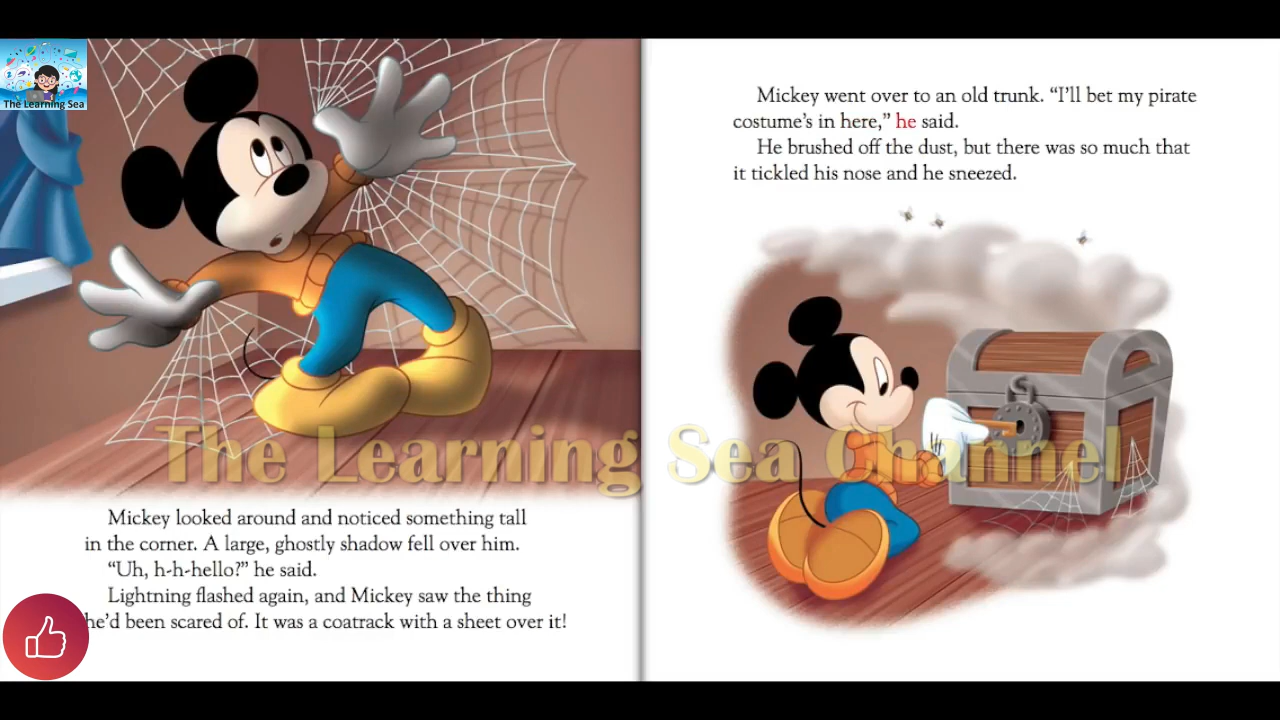 The Learning Sea
Mickey looked around and noticed something tall
in the corner. A large, ghostly shadow fell over him.
“Uh, h-h-hello?” he said.
Lightning flashed again, and Mickey saw the thing
he’d been scared of. It was a coatrack with a sheet over it!
Mickey went over to an old trunk. “I’ll bet my pirate
costume’s in here,” he said.
He brushed off the dust, but there was so much that
it tickled his nose and he sneezed.
The Learning Sea Channel